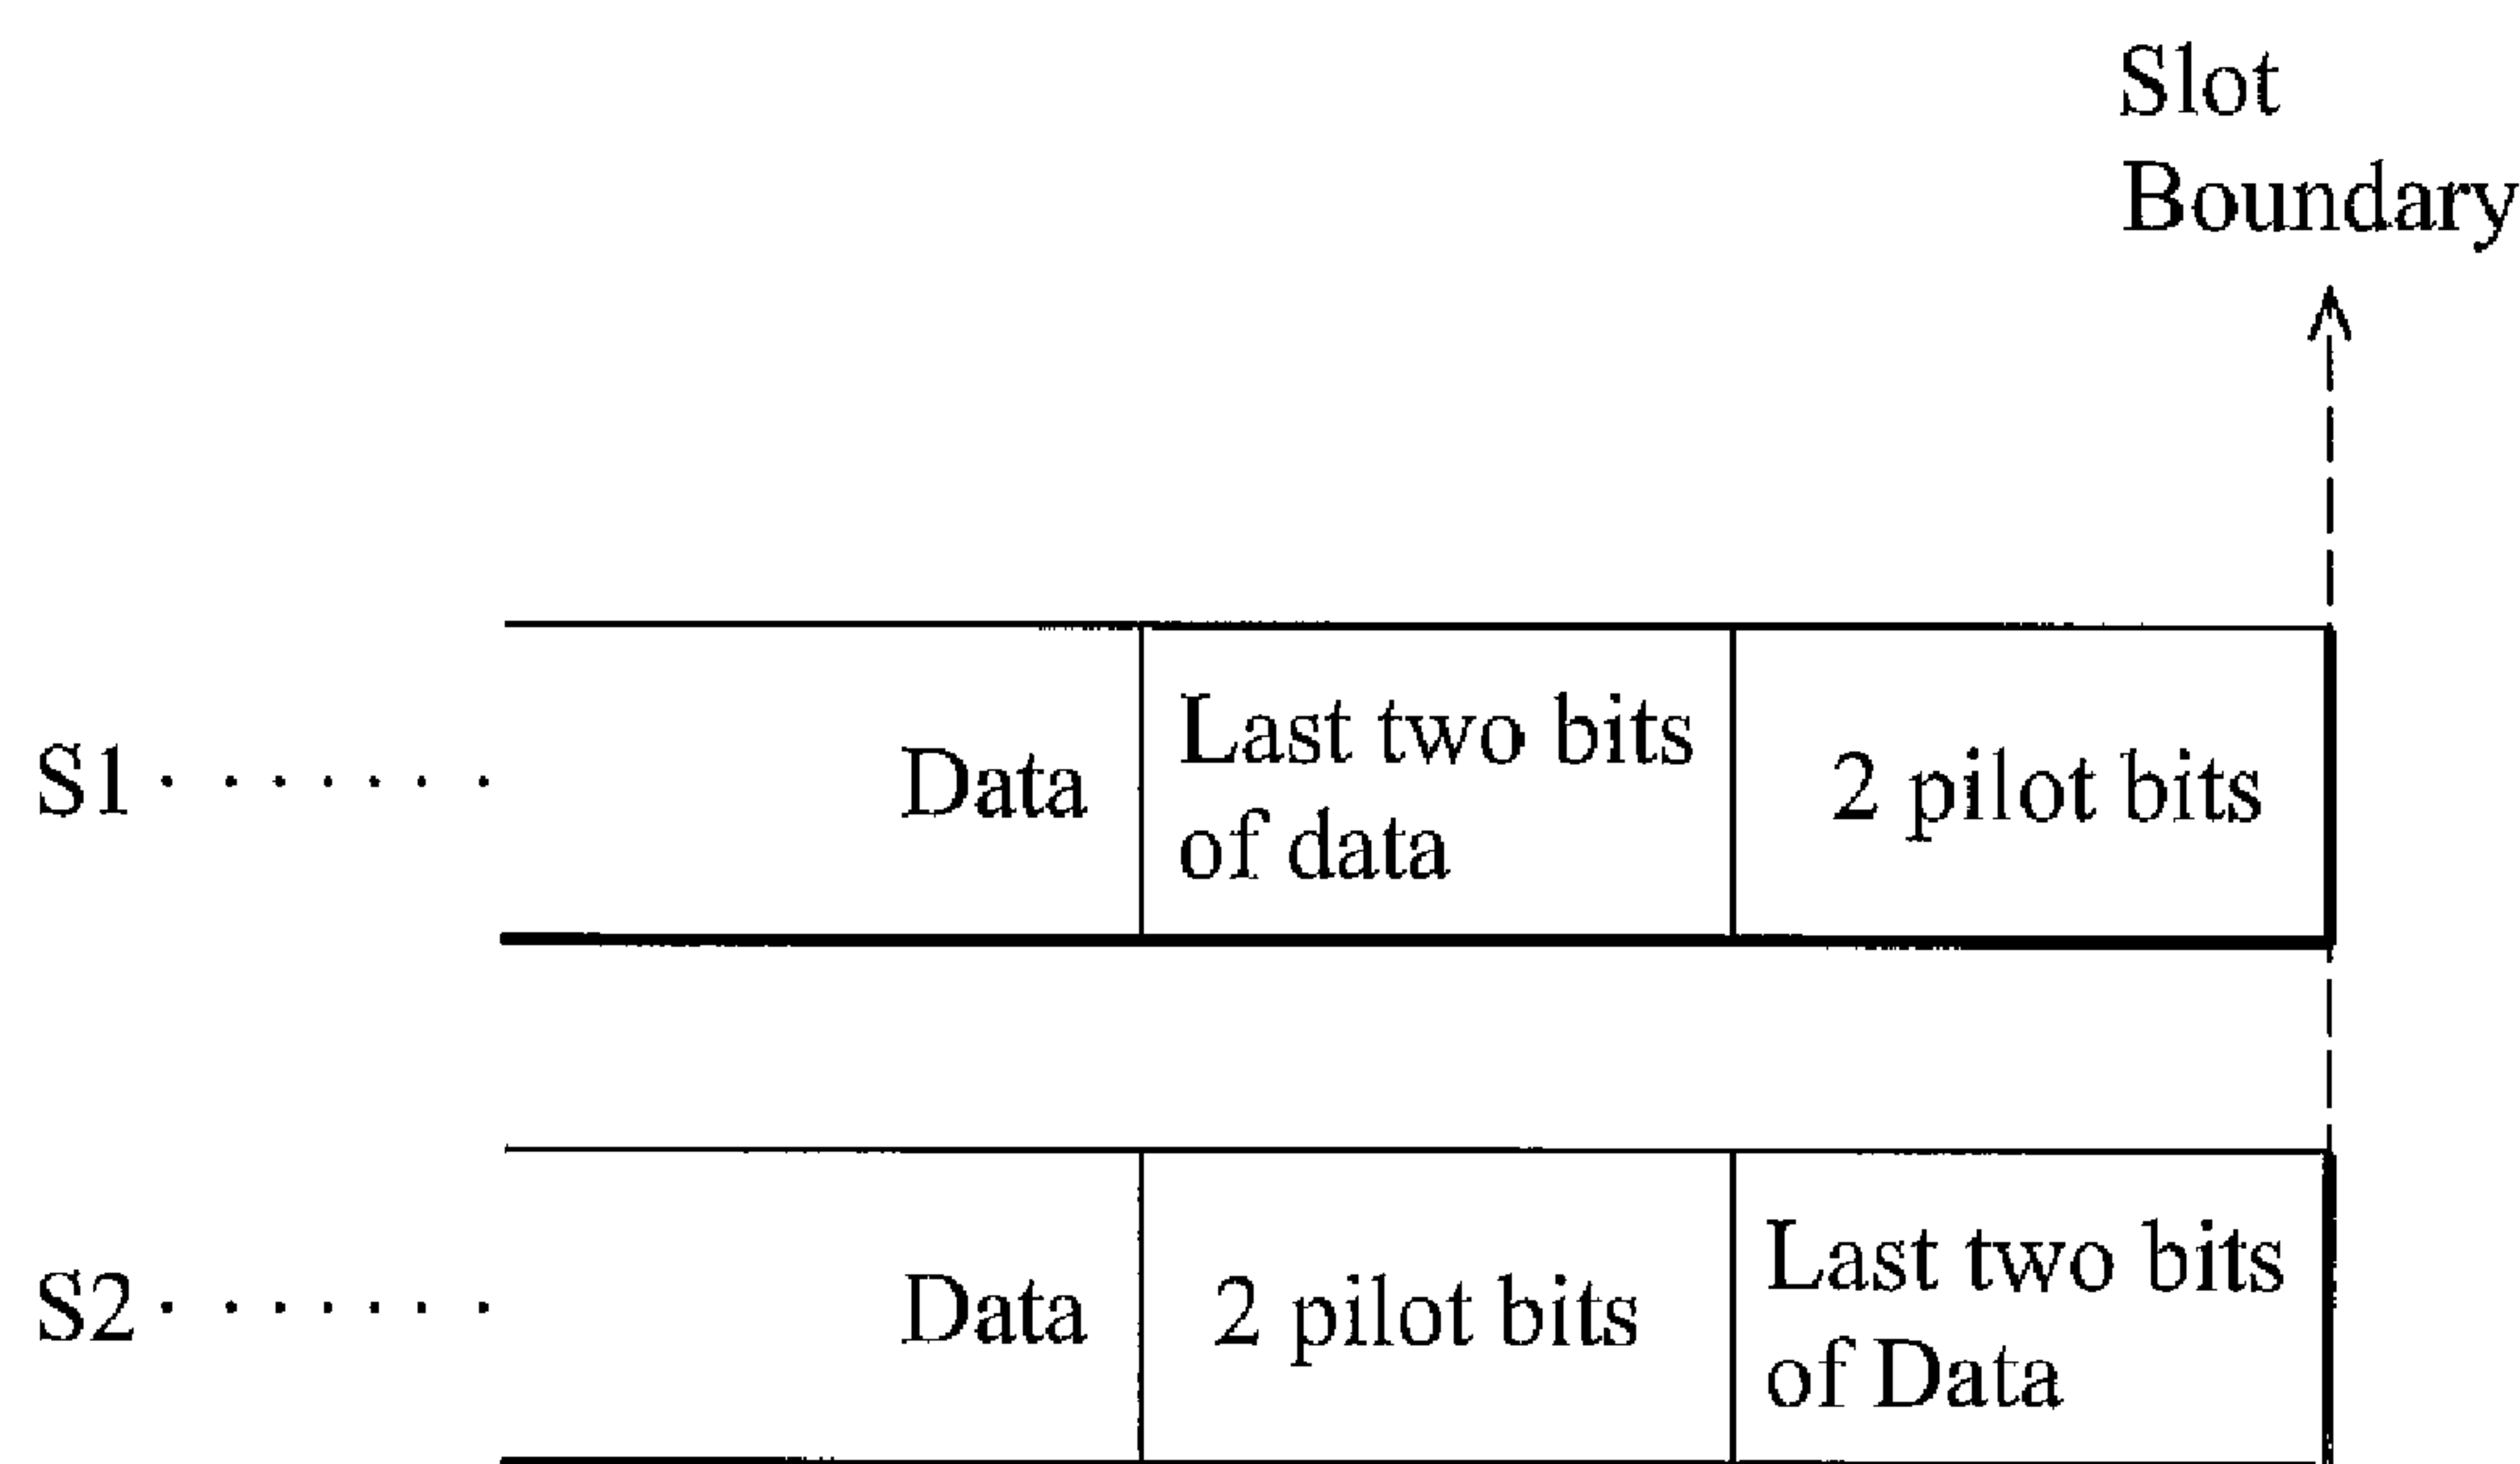 Slot
Boundary
S1 · · · · · · · Data
Last two bits
of data
2 pilot bits
S2 · · · · · · · Data
2 pilot bits
Last two bits
of Data